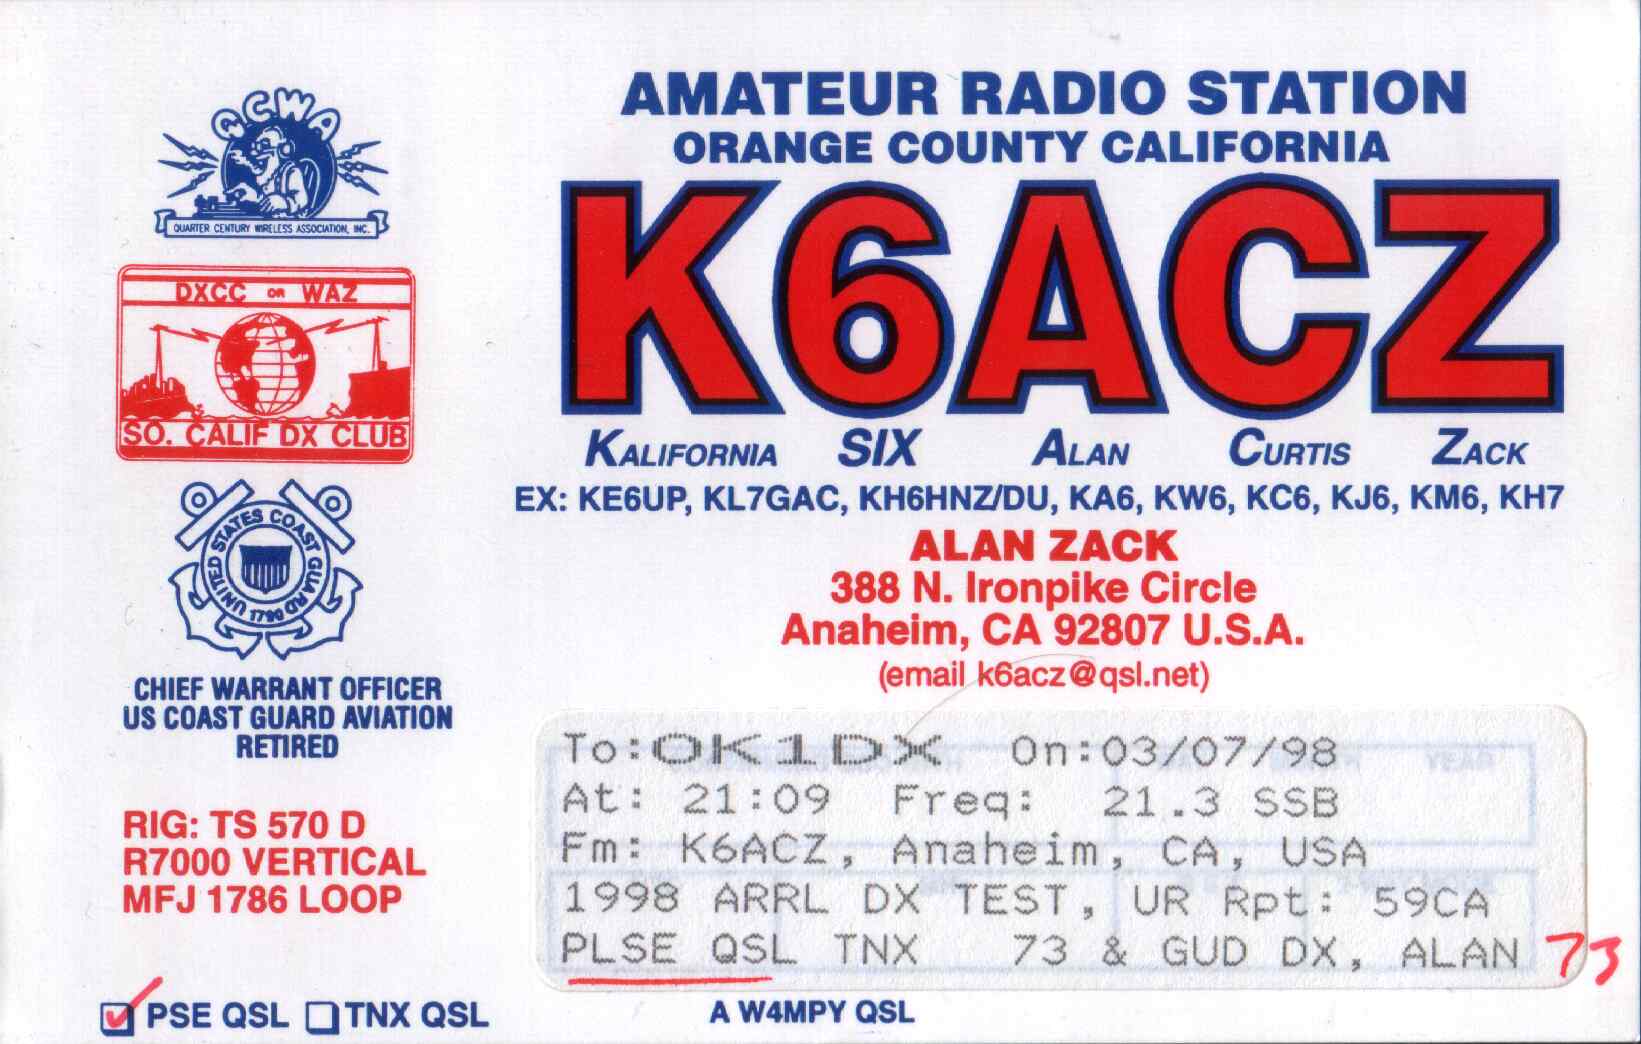 QCWA
QUARTER CENTURY WIRELESS ASSOCIATION, INC.
DXCC OR WAZ
SO. CALIF DX CLUB
UNITED STATES COAST GUARD
1790
CHIEF WARRANT OFFICER
US COAST GUARD AVIATION
RETIRED
RIG: TS 570 D
R7000 VERTICAL
MFJ 1786 LOOP
PSE QSL TNX QSL
AMATEUR RADIO STATION
ORANGE COUNTY CALIFORNIA
K6ACZ
KALIFORNIA SIX ALAN CURTIS ZACK
EX: KE6UP, KL7GAC, KH6HNZ/DU, KA6, KW6, KC6, KJ6, KM6, KH7
ALAN ZACK
388 N. Ironpike Circle
Anaheim, CA 92807 U.S.A.
(email k6acz@qsl.net)
To:OK1DX On:03/07/98
At: 21:09 Freq: 21.3 SSB
Fm: K6ACZ, Anaheim, CA, USA
1998 ARRL DX TEST, UR Rpt: 59CA
PLSE QSL TNX 73 & GUD DX, ALAN 73
A W4MPY QSL